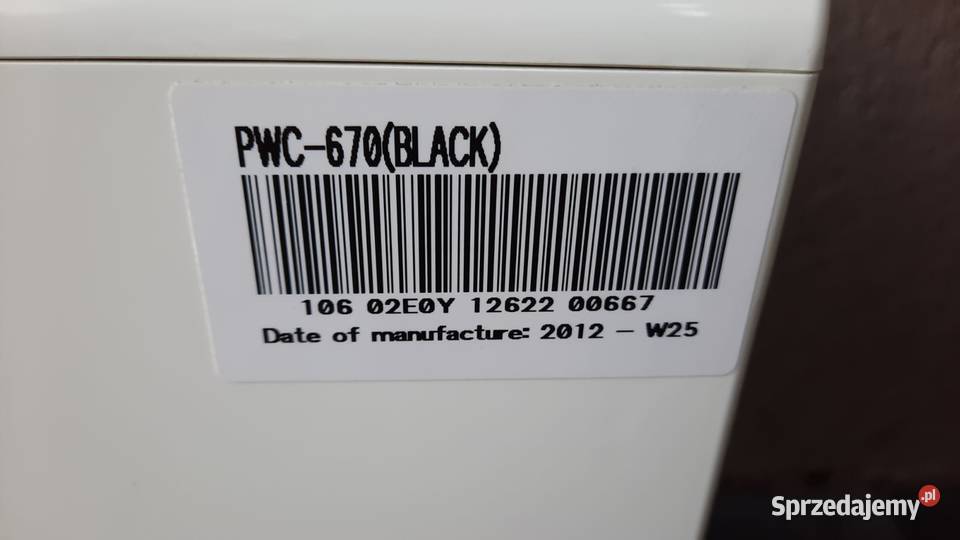 PWC-670(BLACK)
106 02E0Y 12622 00667
Date of manufacture: 2012 - W25
Sprzedajemy.pl